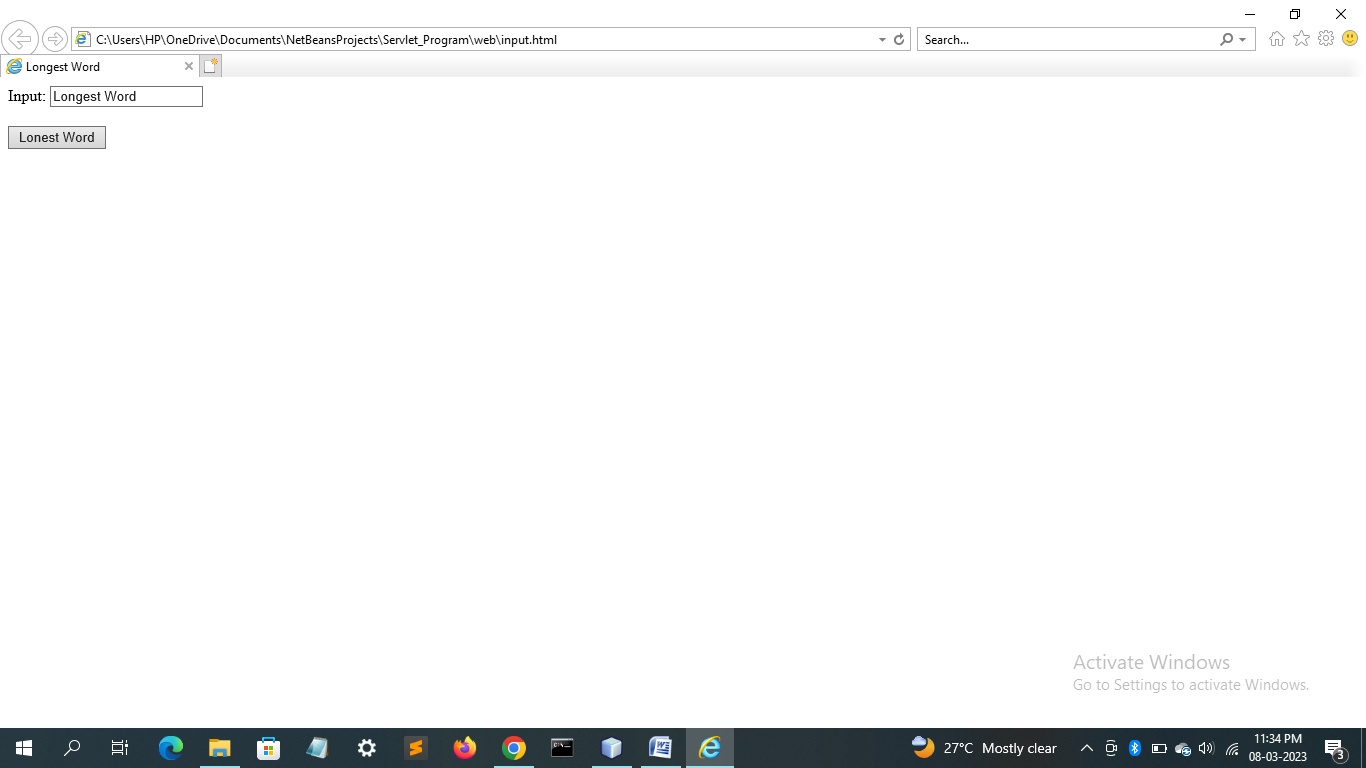 C:\Users\HP\OneDrive\Documents\NetBeansProjects\Servlet_Program\web\input.html
Search...
Longest Word
Input: Longest Word
Lonest Word
Activate Windows
Go to Settings to activate Windows.
27°C Mostly clear
11:34 PM
08-03-2023
3